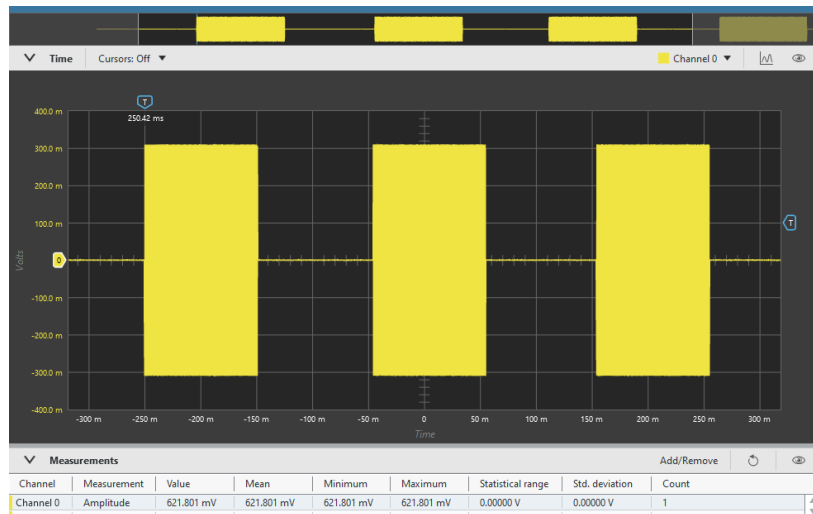 Time Cursors: Off Channel 0
T
250.42 ms
400.0 m
300.0 m
200.0 m
100.0 m
T
0
-100.0 m
-200.0 m
-300.0 m
-400.0 m
Volts
-300 m -250 m -200 m -150 m -100 m -50 m 0 50 m 100 m 150 m 200 m 250 m 300 m
Time
Measurements Add/Remove
Channel Measurement Value Mean Minimum Maximum Statistical range Std. deviation Count
Channel 0 Amplitude 621.801 mV 621.801 mV 621.801 mV 621.801 mV 0.00000 V 0.00000 V 1